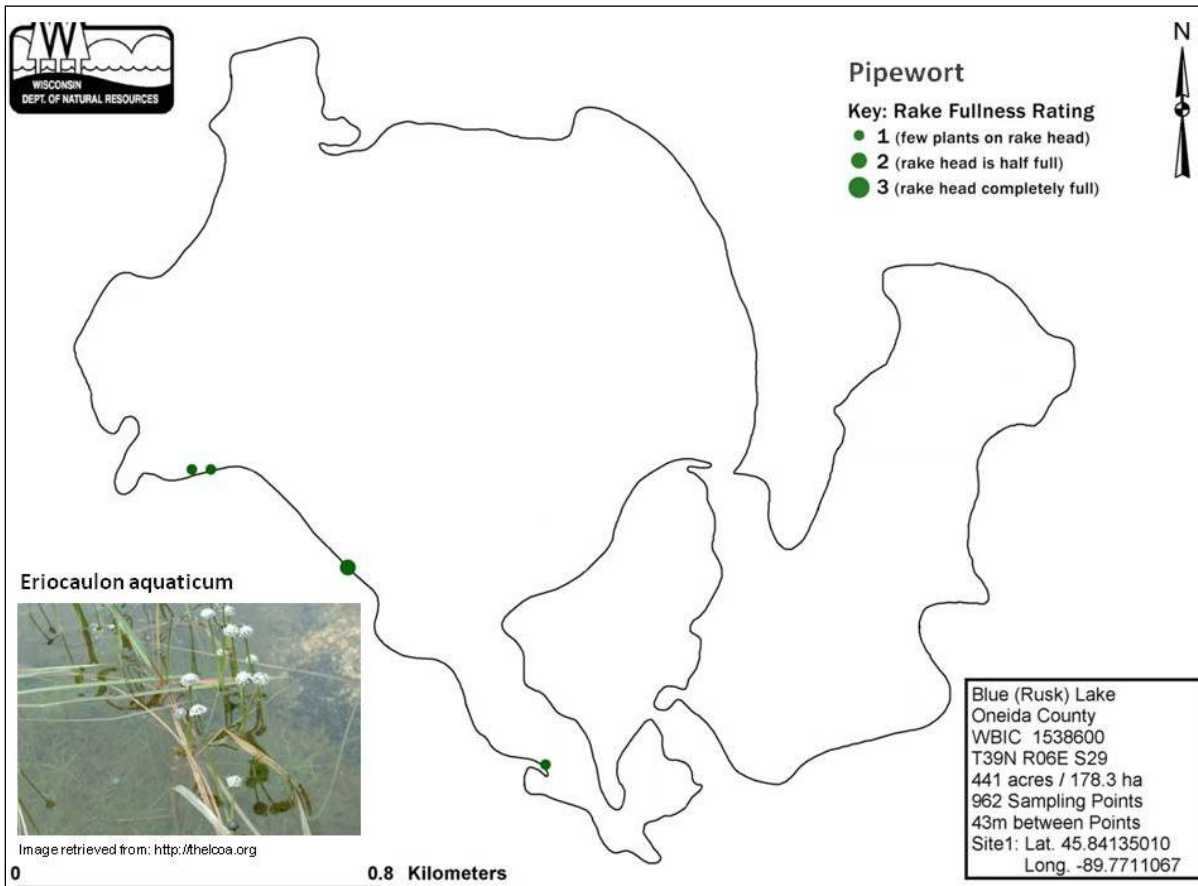 W
WISCONSIN
DEPT. OF NATURAL RESOURCES
N
Pipewort
Key: Rake Fullness Rating
1 (few plants on rake head)
2 (rake head is half full)
3 (rake head completely full)
Eriocaulon aquaticum
Image retrieved from: http://thelcoa.org
0 0.8 Kilometers
Blue (Rusk) Lake
Oneida County
WBIC 1538600
T39N R06E S29
441 acres / 178.3 ha
962 Sampling Points
43m between Points
Site1: Lat. 45.84135010
Long. -89.7711067